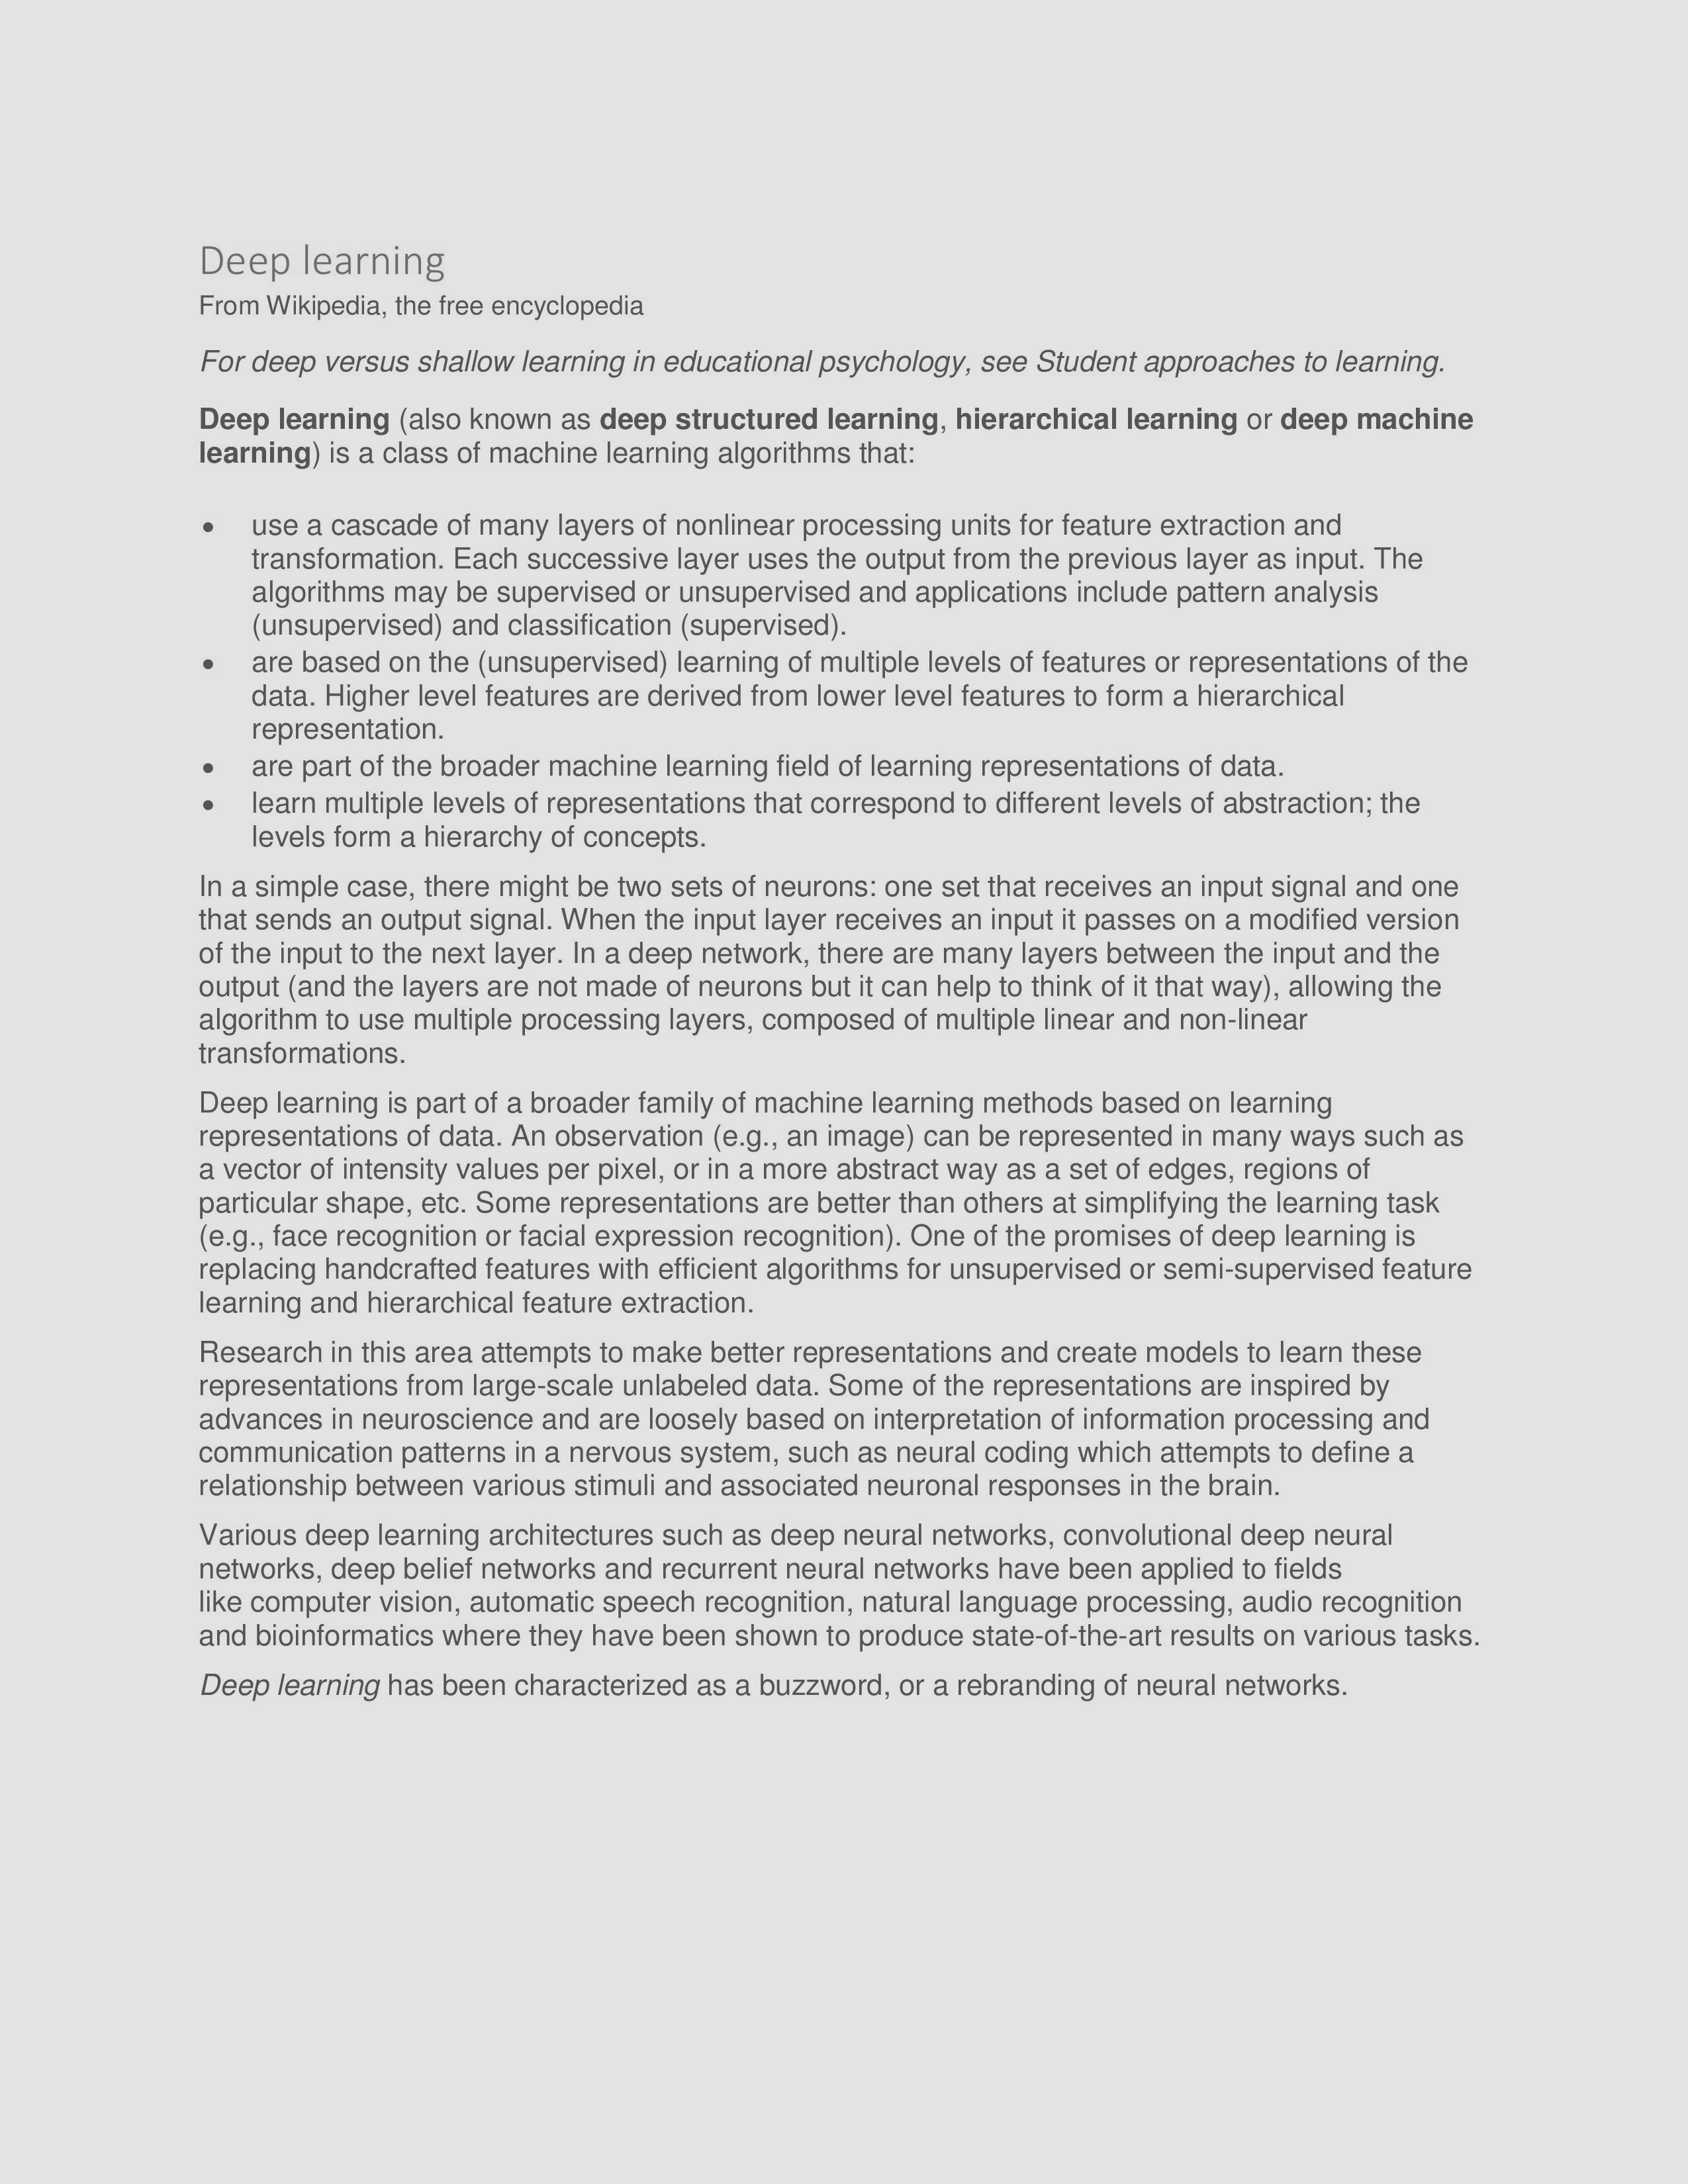 Deep learning
From Wikipedia, the free encyclopedia
For deep versus shallow learning in educational psychology, see Student approaches to learning.
Deep learning (also known as deep structured learning, hierarchical learning or deep machine
learning) is a class of machine learning algorithms that:
• use a cascade of many layers of nonlinear processing units for feature extraction and
transformation. Each successive layer uses the output from the previous layer as input. The
algorithms may be supervised or unsupervised and applications include pattern analysis
(unsupervised) and classification (supervised).
• are based on the (unsupervised) learning of multiple levels of features or representations of the
data. Higher level features are derived from lower level features to form a hierarchical
representation.
• are part of the broader machine learning field of learning representations of data.
• learn multiple levels of representations that correspond to different levels of abstraction; the
levels form a hierarchy of concepts.
In a simple case, there might be two sets of neurons: one set that receives an input signal and one
that sends an output signal. When the input layer receives an input it passes on a modified version
of the input to the next layer. In a deep network, there are many layers between the input and the
output (and the layers are not made of neurons but it can help to think of it that way), allowing the
algorithm to use multiple processing layers, composed of multiple linear and non-linear
transformations.
Deep learning is part of a broader family of machine learning methods based on learning
representations of data. An observation (e.g., an image) can be represented in many ways such as
a vector of intensity values per pixel, or in a more abstract way as a set of edges, regions of
particular shape, etc. Some representations are better than others at simplifying the learning task
(e.g., face recognition or facial expression recognition). One of the promises of deep learning is
replacing handcrafted features with efficient algorithms for unsupervised or semi-supervised feature
learning and hierarchical feature extraction.
Research in this area attempts to make better representations and create models to learn these
representations from large-scale unlabeled data. Some of the representations are inspired by
advances in neuroscience and are loosely based on interpretation of information processing and
communication patterns in a nervous system, such as neural coding which attempts to define a
relationship between various stimuli and associated neuronal responses in the brain.
Various deep learning architectures such as deep neural networks, convolutional deep neural
networks, deep belief networks and recurrent neural networks have been applied to fields
like computer vision, automatic speech recognition, natural language processing, audio recognition
and bioinformatics where they have been shown to produce state-of-the-art results on various tasks.
Deep learning has been characterized as a buzzword, or a rebranding of neural networks.